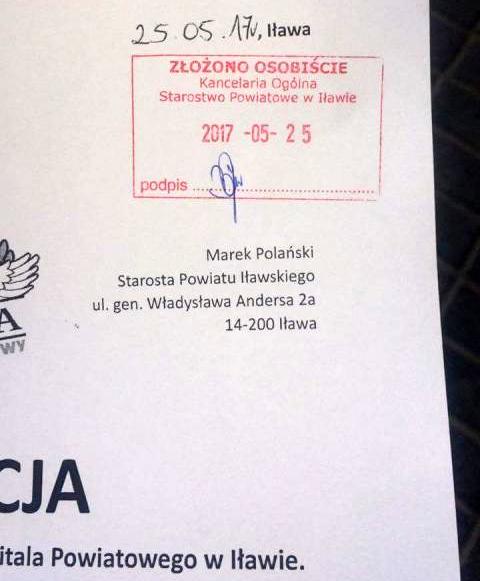 25.05.17r., Iława
ZŁOŻONO OSOBIŚCIE
Kancelaria Ogólna
Starostwo Powiatowe w Iławie
2017 -05- 25
podpis
Marek Polański
Starosta Powiatu Iławskiego
ul. gen. Władysława Andersa 2a
14-200 Iława
A
WY
CJA
itala Powiatowego w Iławie.